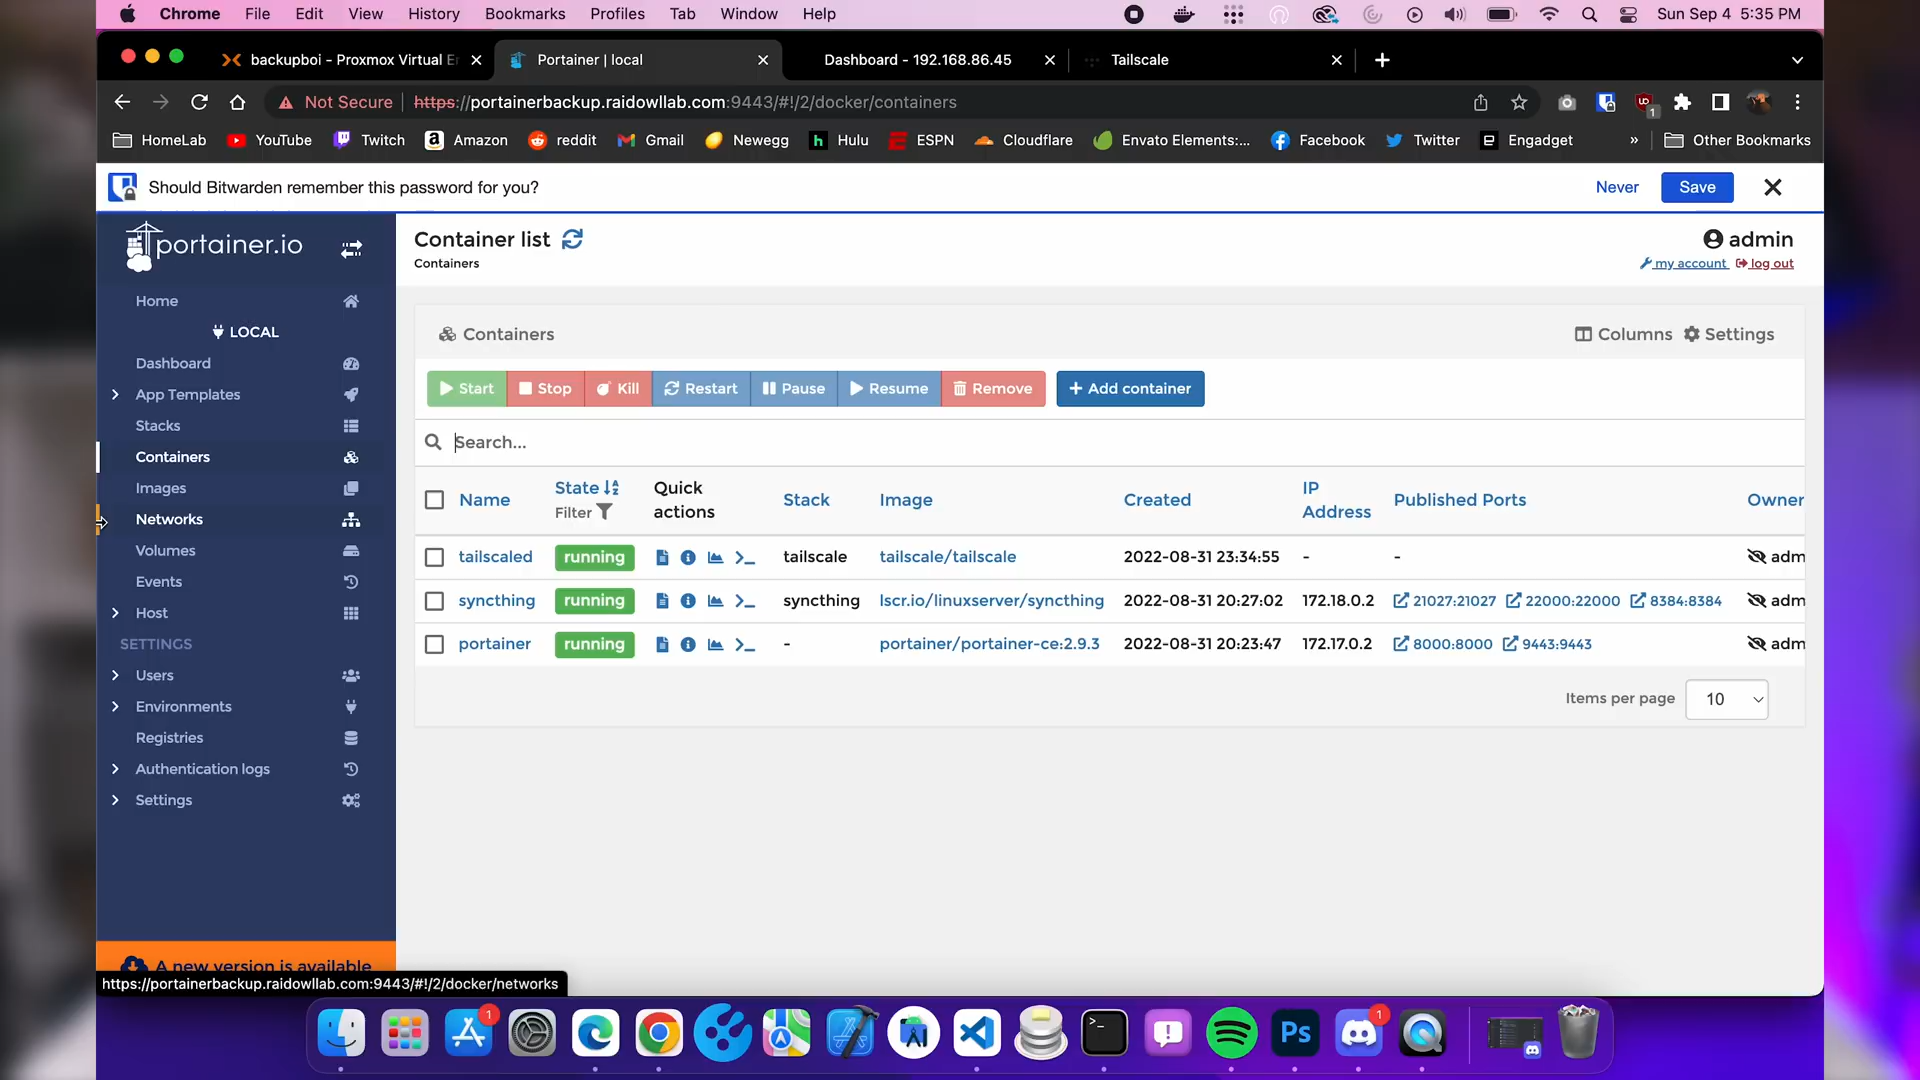 Chrome File Edit View History Bookmarks Profiles Tab Window Help Sun Sep 4 5:35 PM
backupboi - Proxmox Virtual E Portainer | local Dashboard - 192.168.86.45 Tailscale
Not Secure https://portainerbackup.raidowllab.com:9443/#!/2/docker/containers
HomeLab YouTube Twitch Amazon reddit Gmail Newegg Hulu ESPN Cloudflare Envato Elements:... Facebook Twitter Engadget » Other Bookmarks
Should Bitwarden remember this password for you? Never Save
portainer.io
Container list
Containers
admin
my account log out
Home
LOCAL
Dashboard
App Templates
Stacks
Containers
Images
Networks
Volumes
Events
Host
SETTINGS
Users
Environments
Registries
Authentication logs
Settings
A new version is available
https://portainerbackup.raidowllab.com:9443/#!/2/docker/networks
Containers Columns Settings
Start Stop Kill Restart Pause Resume Remove + Add container
Search...
Name State Filter Quick actions Stack Image Created IP Address Published Ports Owner
tailscaled running tailscale tailscale/tailscale 2022-08-31 23:34:55 - - adm
syncthing running syncthing lscr.io/linuxserver/syncthing 2022-08-31 20:27:02 172.18.0.2 21027:21027 22000:22000 8384:8384 adm
portainer running - portainer/portainer-ce:2.9.3 2022-08-31 20:23:47 172.17.0.2 8000:8000 9443:9443 adm
Items per page 10
1 Ps 1